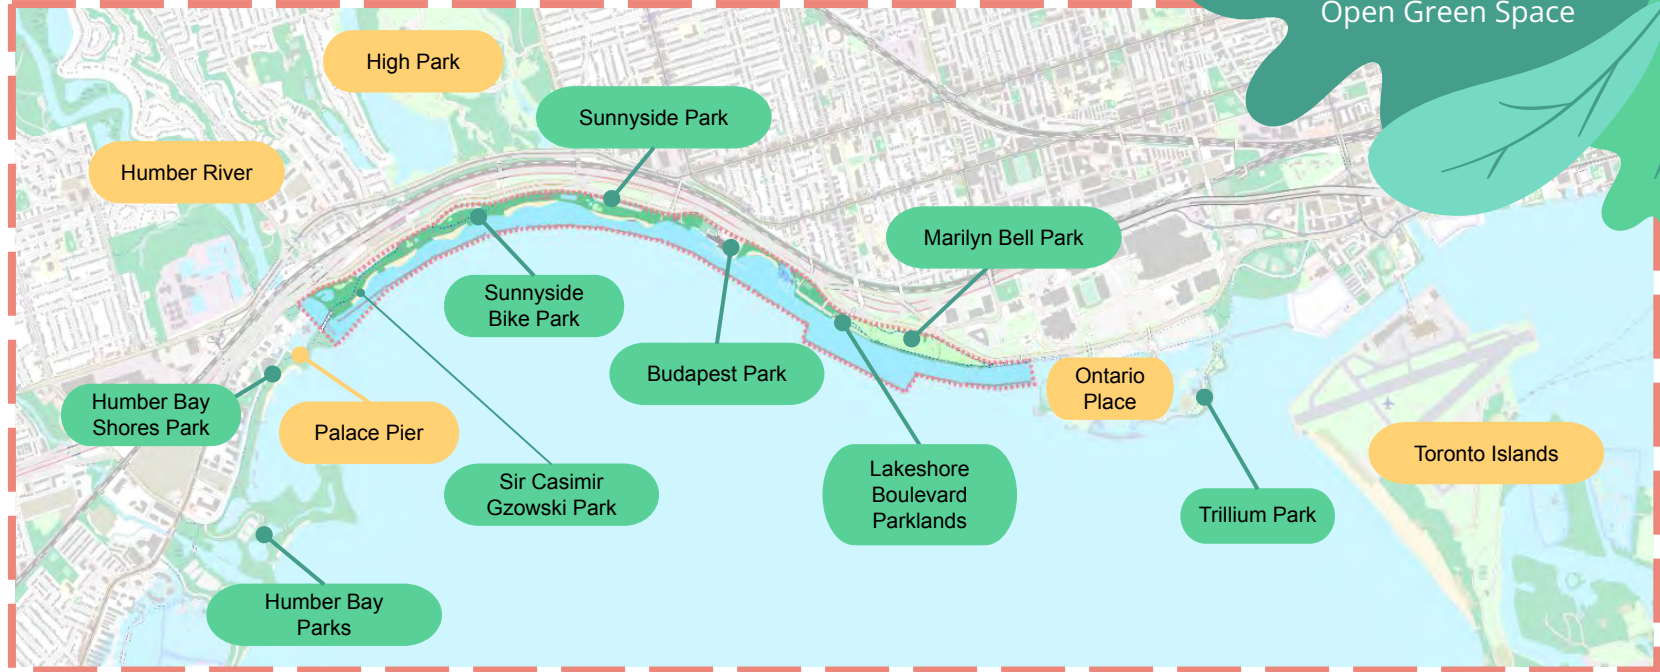 Open Green Space
High Park
Sunnyside Park
Humber River
Marilyn Bell Park
Sunnyside
Bike Park
Budapest Park
Ontario
Place
Humber Bay
Shores Park
Palace Pier
Toronto Islands
Sir Casimir
Gzowski Park
Lakeshore
Boulevard
Parklands
Trillium Park
Humber Bay
Parks